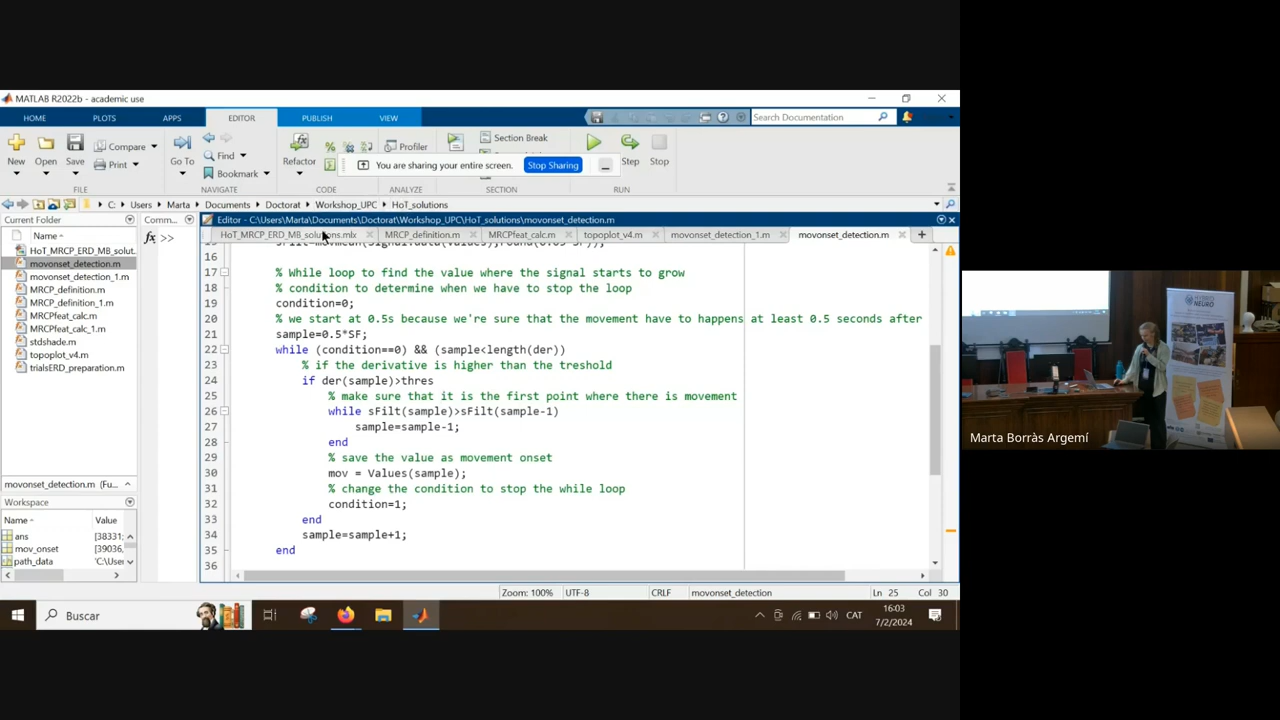 MATLAB R2022b - academic use
HOME
PLOTS
APPS
EDITOR
PUBLISH
VIEW
Search Documentation
New
Open
Save
Compare
Print
Go To
Find
Bookmark
Refactor
Profiler
Section Break
Step
Stop
You are sharing your entire screen.
Stop Sharing
FILE
NAVIGATE
CODE
ANALYZE
SECTION
RUN
C: Users Marta Documents Doctorat Workshop_UPC HoT_solutions
Current Folder
Comm...
Editor - C:\Users\Marta\Documents\Doctorat\Workshop_UPC\HoT_solutions\movonset_detection.m
HoT_MRCP_ERD_MB_solutions.mlx
MRCP_definition.m
MRCPfeat_calc.m
topoplot_v4.m
movonset_detection_1.m
movonset_detection.m
Name
HoT_MRCP_ERD_MB_solut...
movonset_detection.m
movonset_detection_1.m
MRCP_definition.m
MRCP_definition_1.m
MRCPfeat_calc.m
MRCPfeat_calc_1.m
stdshade.m
topoplot_v4.m
trialsERD_preparation.m
fx >>
16
17 % While loop to find the value where the signal starts to grow
18 % condition to determine when we have to stop the loop
19 condition=0;
20 % we start at 0.5s because we're sure that the movement have to happens at least 0.5 seconds after
21 sample=0.5*SF;
22 while (condition==0) && (sample<length(der))
23 % if the derivative is higher than the treshold
24 if der(sample)>thres
25 % make sure that it is the first point where there is movement
26 while sFilt(sample)>sFilt(sample-1)
27 sample=sample-1;
28 end
29 % save the value as movement onset
30 mov = Values(sample);
31 % change the condition to stop the while loop
32 condition=1;
33 end
34 sample=sample+1;
35 end
36
movonset_detection.m (Fu...
Workspace
Name Value
ans [38331;
mov_onset [39036,
path_data 'C:\User
Zoom: 100% UTF-8 CRLF movonset_detection Ln 25 Col 30
Buscar
CAT
16:03
7/2/2024
HYBRID
NEURO
Marta Borràs Argemí